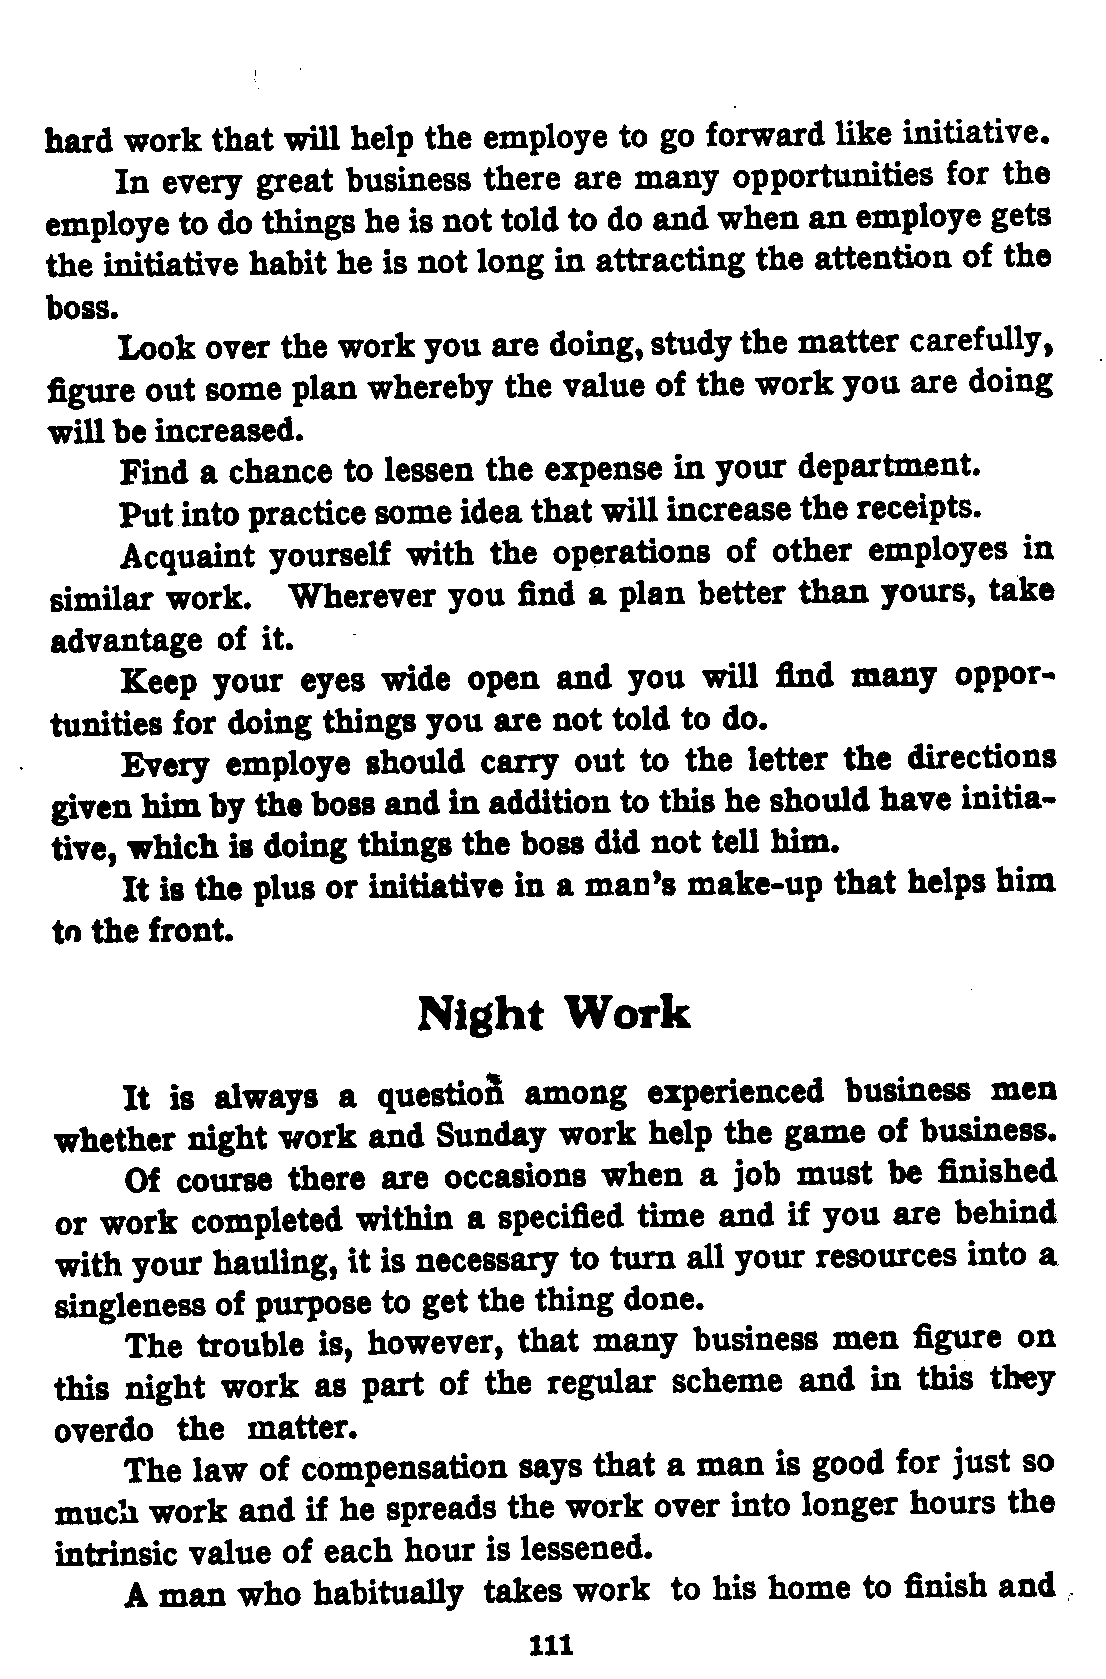 hard work that will help the employe to go forward like initiative.
In every great business there are many opportunities for the
employe to do things he is not told to do and when an employe gets
the initiative habit he is not long in attracting the attention of the
boss.
Look over the work you are doing, study the matter carefully,
figure out some plan whereby the value of the work you are doing
will be increased.
Find a chance to lessen the expense in your department.
Put into practice some idea that will increase the receipts.
Acquaint yourself with the operations of other employes in
similar work. Wherever you find a plan better than yours, take
advantage of it.
Keep your eyes wide open and you will find many oppor-
tunities for doing things you are not told to do.
Every employe should carry out to the letter the directions
given him by the boss and in addition to this he should have initia-
tive, which is doing things the boss did not tell him.
It is the plus or initiative in a man's make-up that helps him
to the front.
Night Work
It is always a question among experienced business men
whether night work and Sunday work help the game of business.
Of course there are occasions when a job must be finished
or work completed within a specified time and if you are behind
with your hauling, it is necessary to turn all your resources into a
singleness of purpose to get the thing done.
The trouble is, however, that many business men figure on
this night work as part of the regular scheme and in this they
overdo the matter.
The law of compensation says that a man is good for just so
much work and if he spreads the work over into longer hours the
intrinsic value of each hour is lessened.
A man who habitually takes work to his home to finish and
111